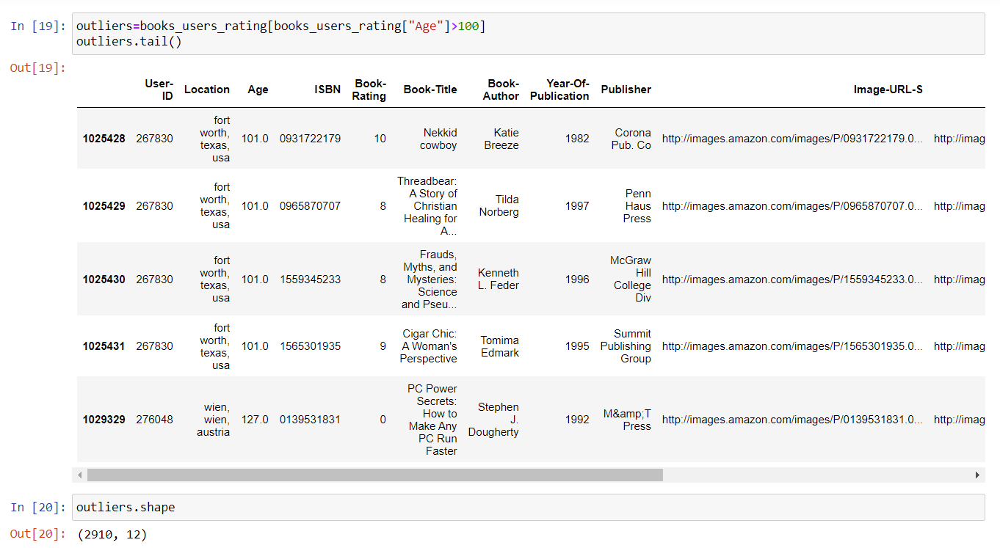 In [19]: outliers=books_users_rating[books_users_rating["Age"]>100]
outliers.tail()
Out[19]:
User-ID Location Age ISBN Book-Rating Book-Title Book-Author Year-Of-Publication Publisher Image-URL-S
1025428 267830 fort worth, texas, usa 101.0 0931722179 10 Nekkid cowboy Katie Breeze 1982 Corona Pub. Co http://images.amazon.com/images/P/0931722179.0... http://imag
1025429 267830 fort worth, texas, usa 101.0 0965870707 8 Threadbear: A Story of Christian Healing for A... Tilda Norberg 1997 Penn Haus Press http://images.amazon.com/images/P/0965870707.0... http://imag
1025430 267830 fort worth, texas, usa 101.0 1559345233 8 Frauds, Myths, and Mysteries: Science and Pseu... Kenneth L. Feder 1996 McGraw Hill College Div http://images.amazon.com/images/P/1559345233.0... http://imag
1025431 267830 fort worth, texas, usa 101.0 1565301935 9 Cigar Chic: A Woman's Perspective Tomima Edmark 1995 Summit Publishing Group http://images.amazon.com/images/P/1565301935.0... http://imag
1029329 276048 wien, wien, austria 127.0 0139531831 0 PC Power Secrets: How to Make Any PC Run Faster Stephen J. Dougherty 1992 M&amp;T Press http://images.amazon.com/images/P/0139531831.0... http://imag
In [20]: outliers.shape
Out[20]: (2910, 12)